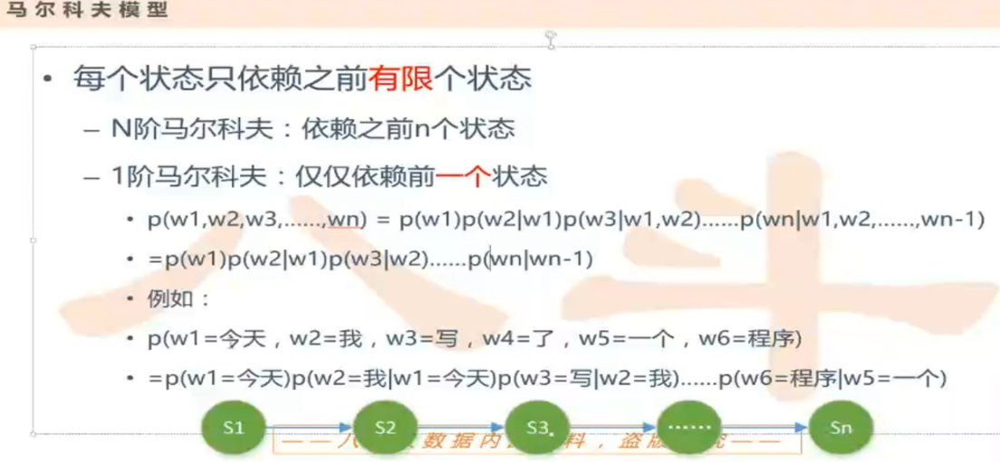 马尔科夫模型
• 每个状态只依赖之前有限个状态
– N阶马尔科夫：依赖之前n个状态
– 1阶马尔科夫：仅仅依赖前一个状态
• p(w1,w2,w3,……,wn) = p(w1)p(w2|w1)p(w3|w1,w2)……p(wn|w1,w2,……,wn-1)
• =p(w1)p(w2|w1)p(w3|w2)……p(wn|wn-1)
• 例如：
• p(w1=今天，w2=我，w3=写，w4=了，w5=一个，w6=程序)
• =p(w1=今天)p(w2=我|w1=今天)p(w3=写|w2=我)……p(w6=程序|w5=一个)
S1 S2 S3 …… Sn
——八 数据内 料，盗版 究——
八斗